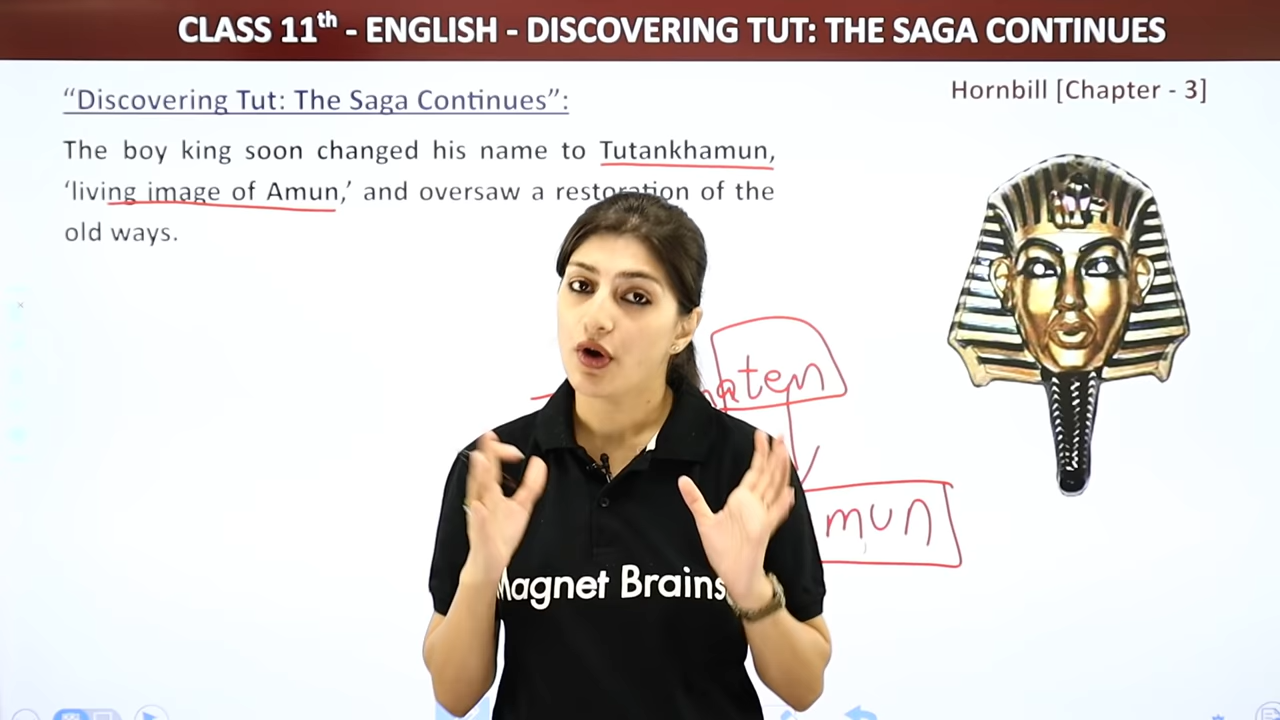 CLASS 11th - ENGLISH - DISCOVERING TUT: THE SAGA CONTINUES
Hornbill [Chapter - 3]
“Discovering Tut: The Saga Continues”:
The boy king soon changed his name to Tutankhamun,
‘living image of Amun,’ and oversaw a restoration of the
old ways.
aten
mun
Magnet Brains